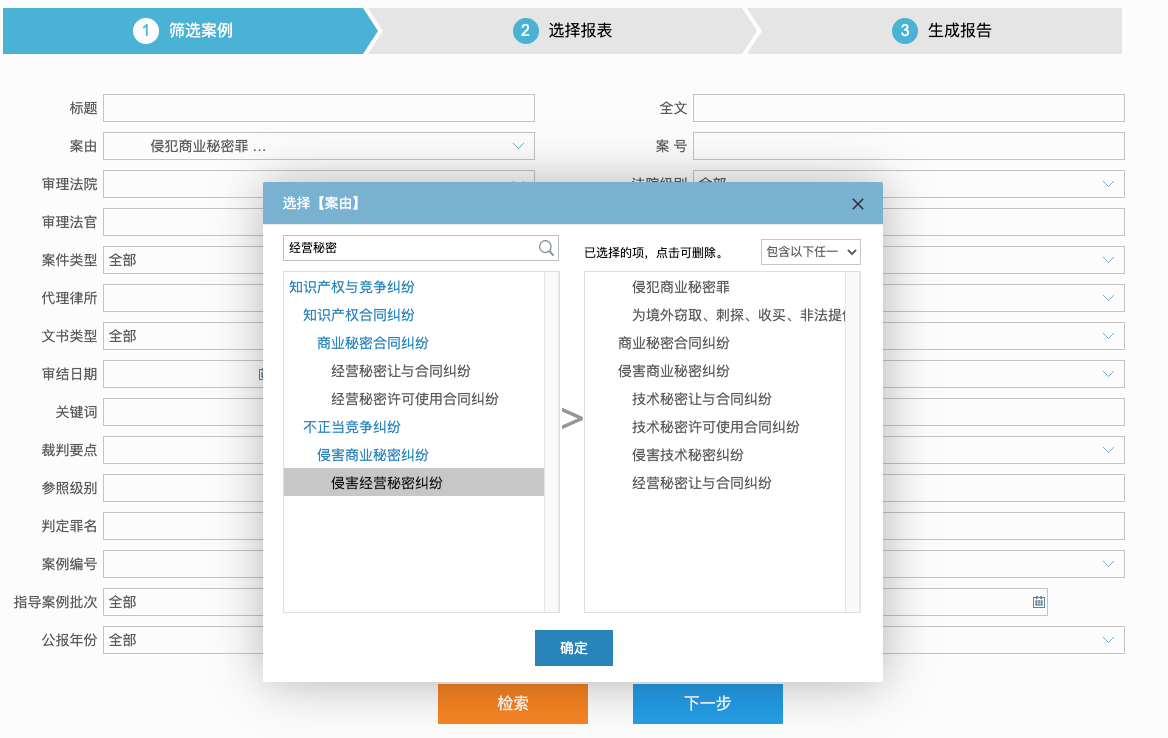 1 筛选案例
2 选择报表
3 生成报告
标题
全文
案由 侵犯商业秘密罪 ...
案 号
审理法院
法院级别 全部
审理法官
案件类型 全部
代理律所
文书类型 全部
审结日期
关键词
裁判要点
参照级别
判定罪名
案例编号
指导案例批次 全部
公报年份 全部
选择【案由】
经营秘密
知识产权与竞争纠纷
知识产权合同纠纷
商业秘密合同纠纷
经营秘密让与合同纠纷
经营秘密许可使用合同纠纷
不正当竞争纠纷
侵害商业秘密纠纷
侵害经营秘密纠纷
>
已选择的项，点击可删除。
包含以下任一
侵犯商业秘密罪
为境外窃取、刺探、收买、非法提
商业秘密合同纠纷
侵害商业秘密纠纷
技术秘密让与合同纠纷
技术秘密许可使用合同纠纷
侵害技术秘密纠纷
经营秘密让与合同纠纷
确定
检索
下一步